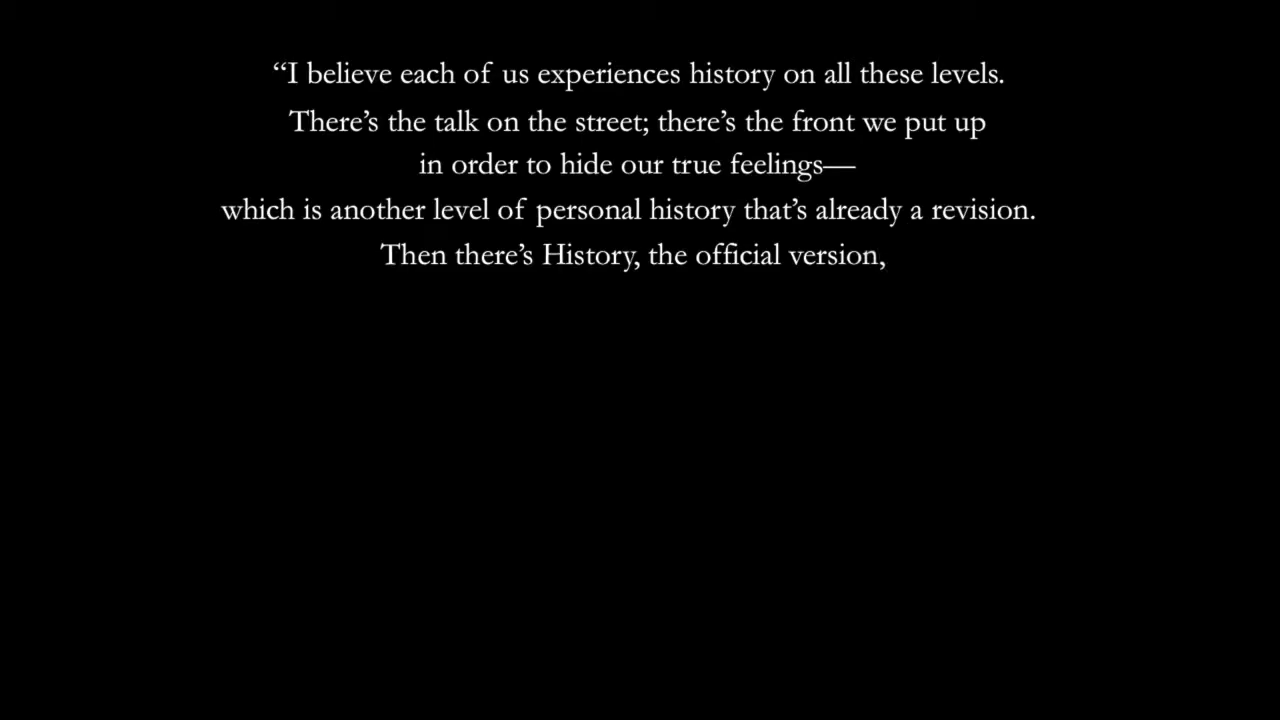 “I believe each of us experiences history on all these levels.
There’s the talk on the street; there’s the front we put up
in order to hide our true feelings—
which is another level of personal history that’s already a revision.
Then there’s History, the official version,